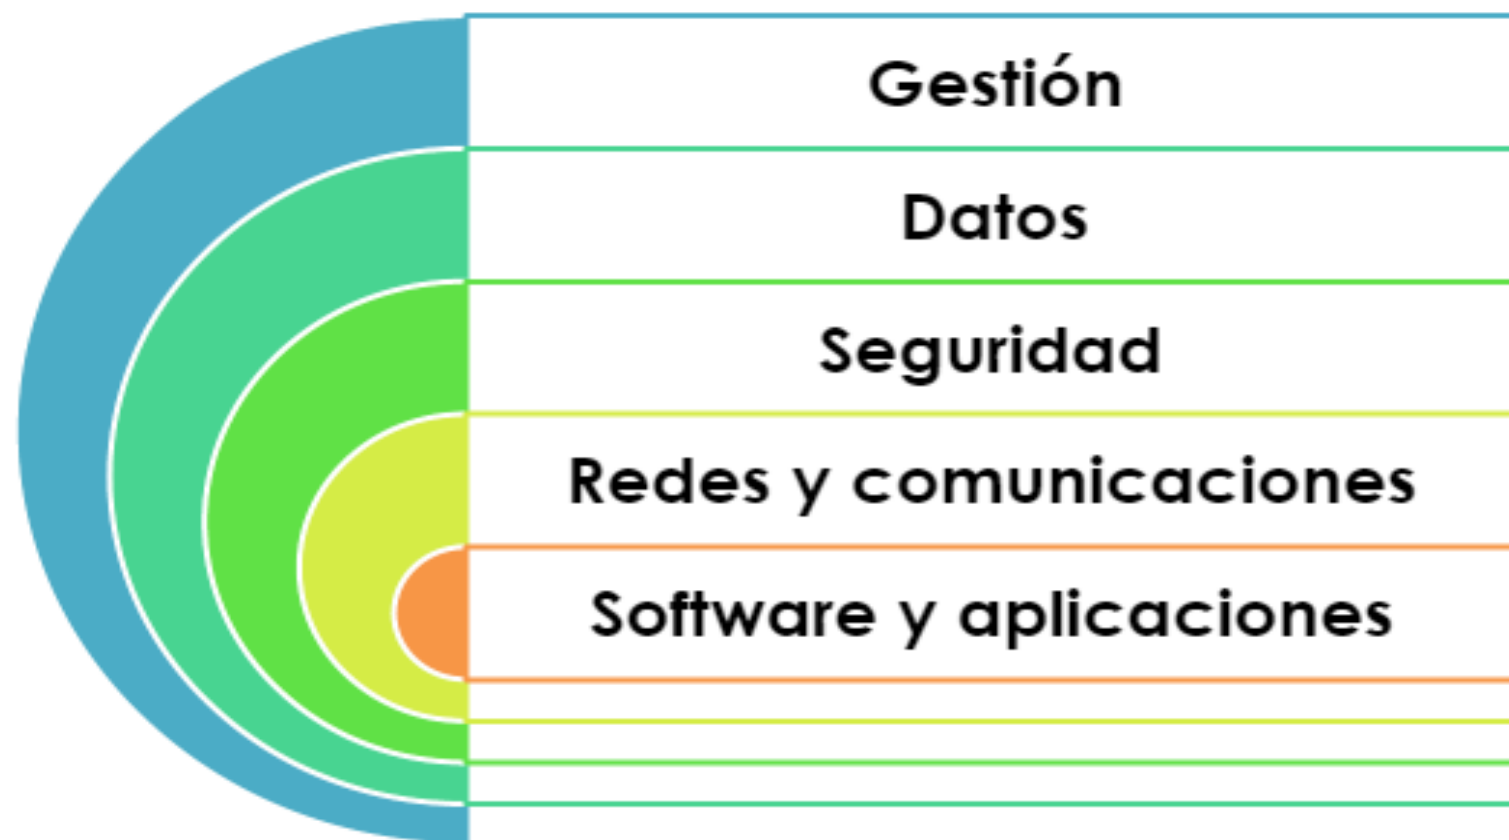 Gestión
Datos
Seguridad
Redes y comunicaciones
Software y aplicaciones